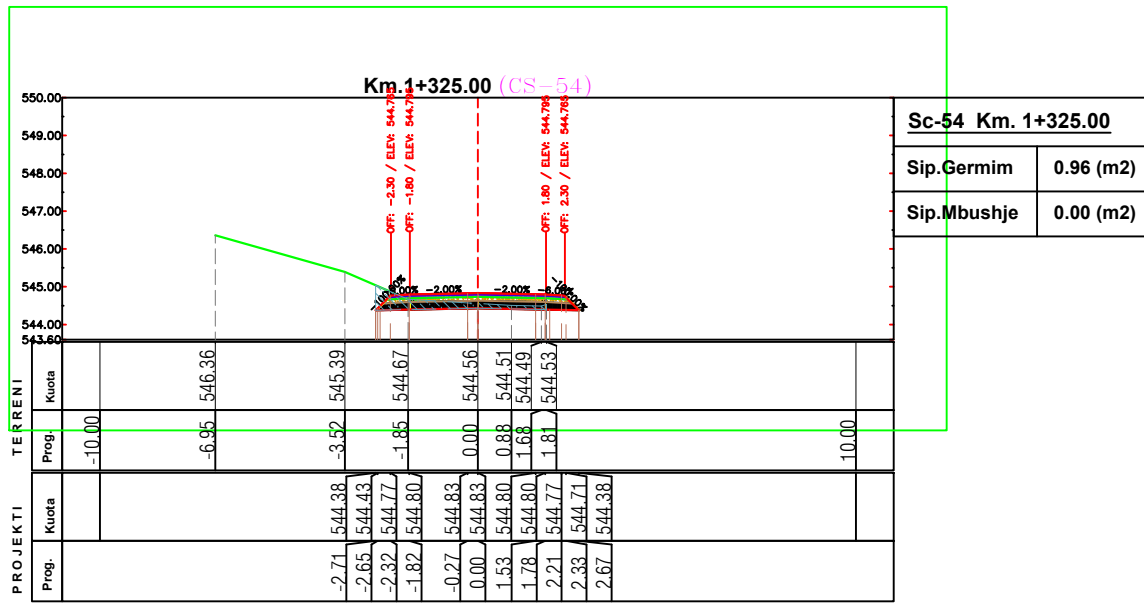 Km.1+325.00 (CS-54)
550.00
549.00
548.00
547.00
546.00
545.00
544.00
543.60
OFF: -2.30 / ELEV: 544.765
OFF: -1.80 / ELEV: 544.795
OFF: 1.80 / ELEV: 544.795
OFF: 2.30 / ELEV: 544.765
-2.00%
-2.00%
Sc-54 Km. 1+325.00
Sip.Germim 0.96 (m2)
Sip.Mbushje 0.00 (m2)
TERRENI
Kuota 546.36 545.39 544.67 544.56 544.51 544.49 544.53
Prog. -10.00 -6.95 -3.52 -1.85 0.00 0.88 1.68 1.81 10.00
PROJEKTI
Kuota 544.38 544.43 544.77 544.80 544.83 544.83 544.80 544.80 544.77 544.71 544.38
Prog. -2.71 -2.65 -2.32 -1.82 -0.27 0.00 1.53 1.78 2.21 2.33 2.67